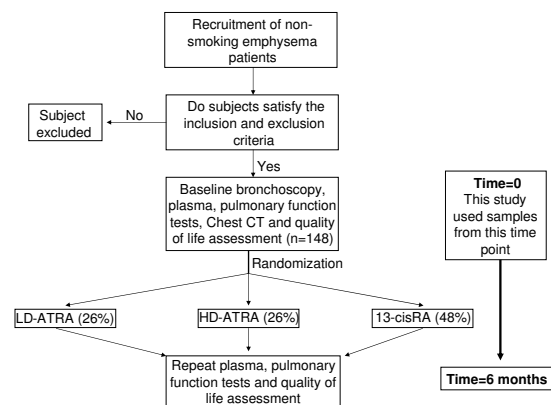 Recruitment of non-
smoking emphysema
patients
No
Subject
excluded
Do subjects satisfy the
inclusion and exclusion
criteria
Yes
Baseline bronchoscopy,
plasma, pulmonary function
tests, Chest CT and quality
of life assessment (n=148)
Time=0
This study
used samples
from this time
point
Randomization
LD-ATRA (26%)
HD-ATRA (26%)
13-cisRA (48%)
Repeat plasma, pulmonary
function tests and quality of
life assessment
Time=6 months